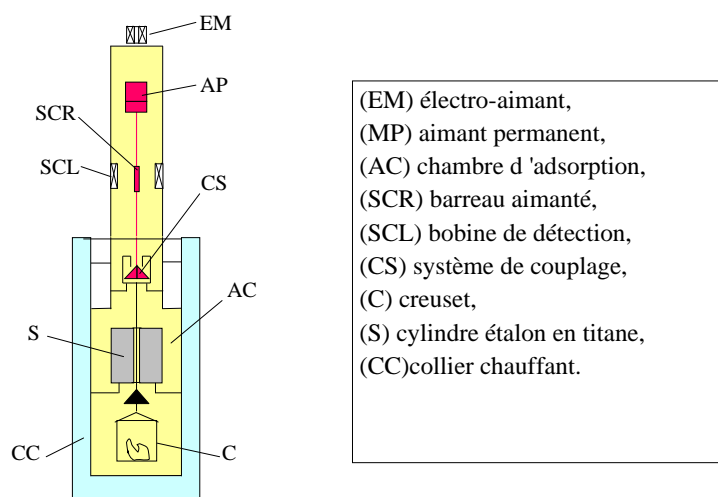 EM
AP
SCR
SCL
CS
AC
S
CC
C
(EM) électro-aimant,
(MP) aimant permanent,
(AC) chambre d 'adsorption,
(SCR) barreau aimanté,
(SCL) bobine de détection,
(CS) système de couplage,
(C) creuset,
(S) cylindre étalon en titane,
(CC)collier chauffant.